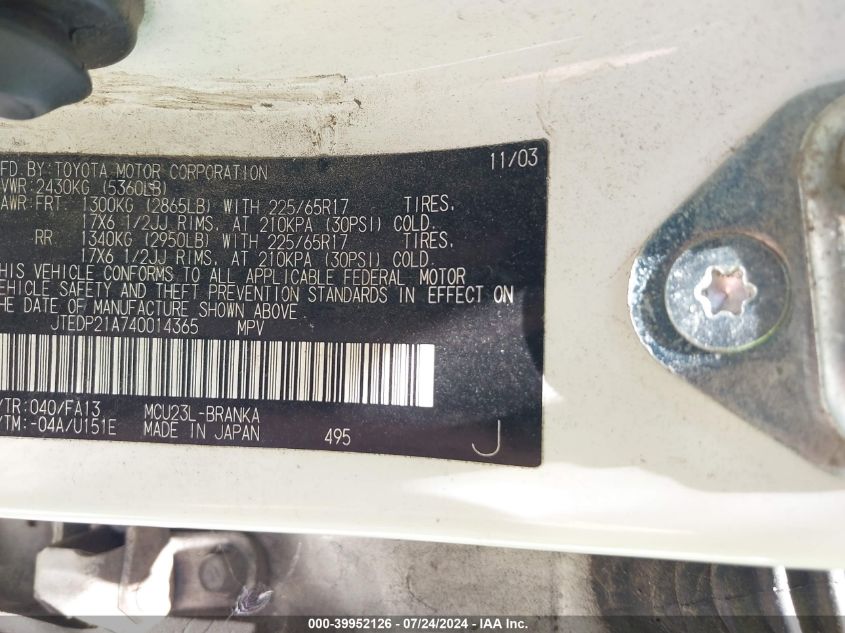 FD. BY: TOYOTA MOTOR CORPORATION 11/03
VWR: 2430KG (5360LB)
AWR: FRT. 1300KG (2865LB) WITH 225/65R17 TIRES,
17X6 1/2JJ RIMS, AT 210KPA (30PSI) COLD.
RR. 1340KG (2950LB) WITH 225/65R17 TIRES,
17X6 1/2JJ RIMS, AT 210KPA (30PSI) COLD.
HIS VEHICLE CONFORMS TO ALL APPLICABLE FEDERAL MOTOR
VEHICLE SAFETY AND THEFT PREVENTION STANDARDS IN EFFECT ON
THE DATE OF MANUFACTURE SHOWN ABOVE.
JTEDP21A740014365 MPV
/TR: 040/FA13 MCU23L-BRANKA
/TM: -04A/U151E MADE IN JAPAN 495 J
000-39952126 - 07/24/2024 - IAA Inc.